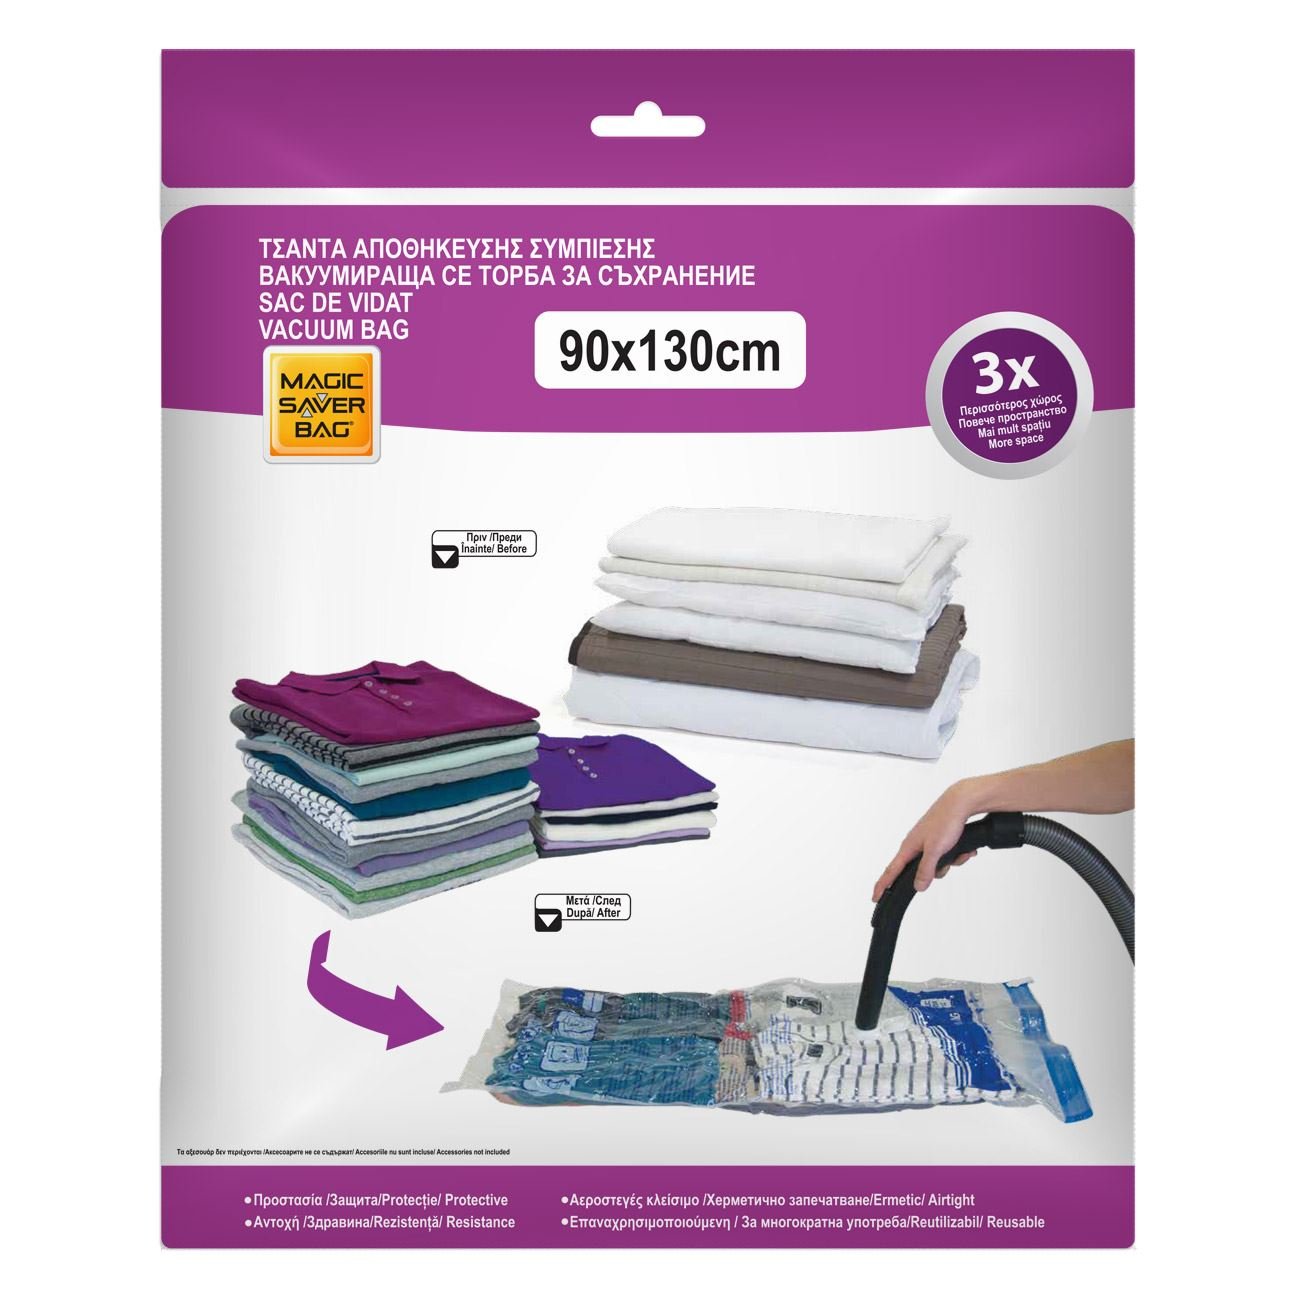 ΤΣΑΝΤΑ ΑΠΟΘΗΚΕΥΣΗΣ ΣΥΜΠΙΕΣΗΣ
ВАКУУМИРАЩА СЕ ТОРБА ЗА СЪХРАНЕНИЕ
SAC DE VIDAT
VACUUM BAG
90x130cm
MAGIC
SAVER
BAG®
3x
Περισσότερος χώρος
Повече пространство
Mai mult spaţiu
More space
Πριν /Преди
Înainte/ Before
Μετά /След
După/ After
Τα αξεσουάρ δεν περιέχονται /Аксесоарите не се съдържат/ Accesoriile nu sunt incluse/ Accessories not included
•Προστασία /Защита/Protecţie/ Protective
•Αντοχή /Здравина/Rezistenţă/ Resistance
•Αεροστεγές κλείσιμο /Херметично запечатване/Ermetic/ Airtight
•Επαναχρησιμοποιούμενη / За многократна употреба/Reutilizabil/ Reusable